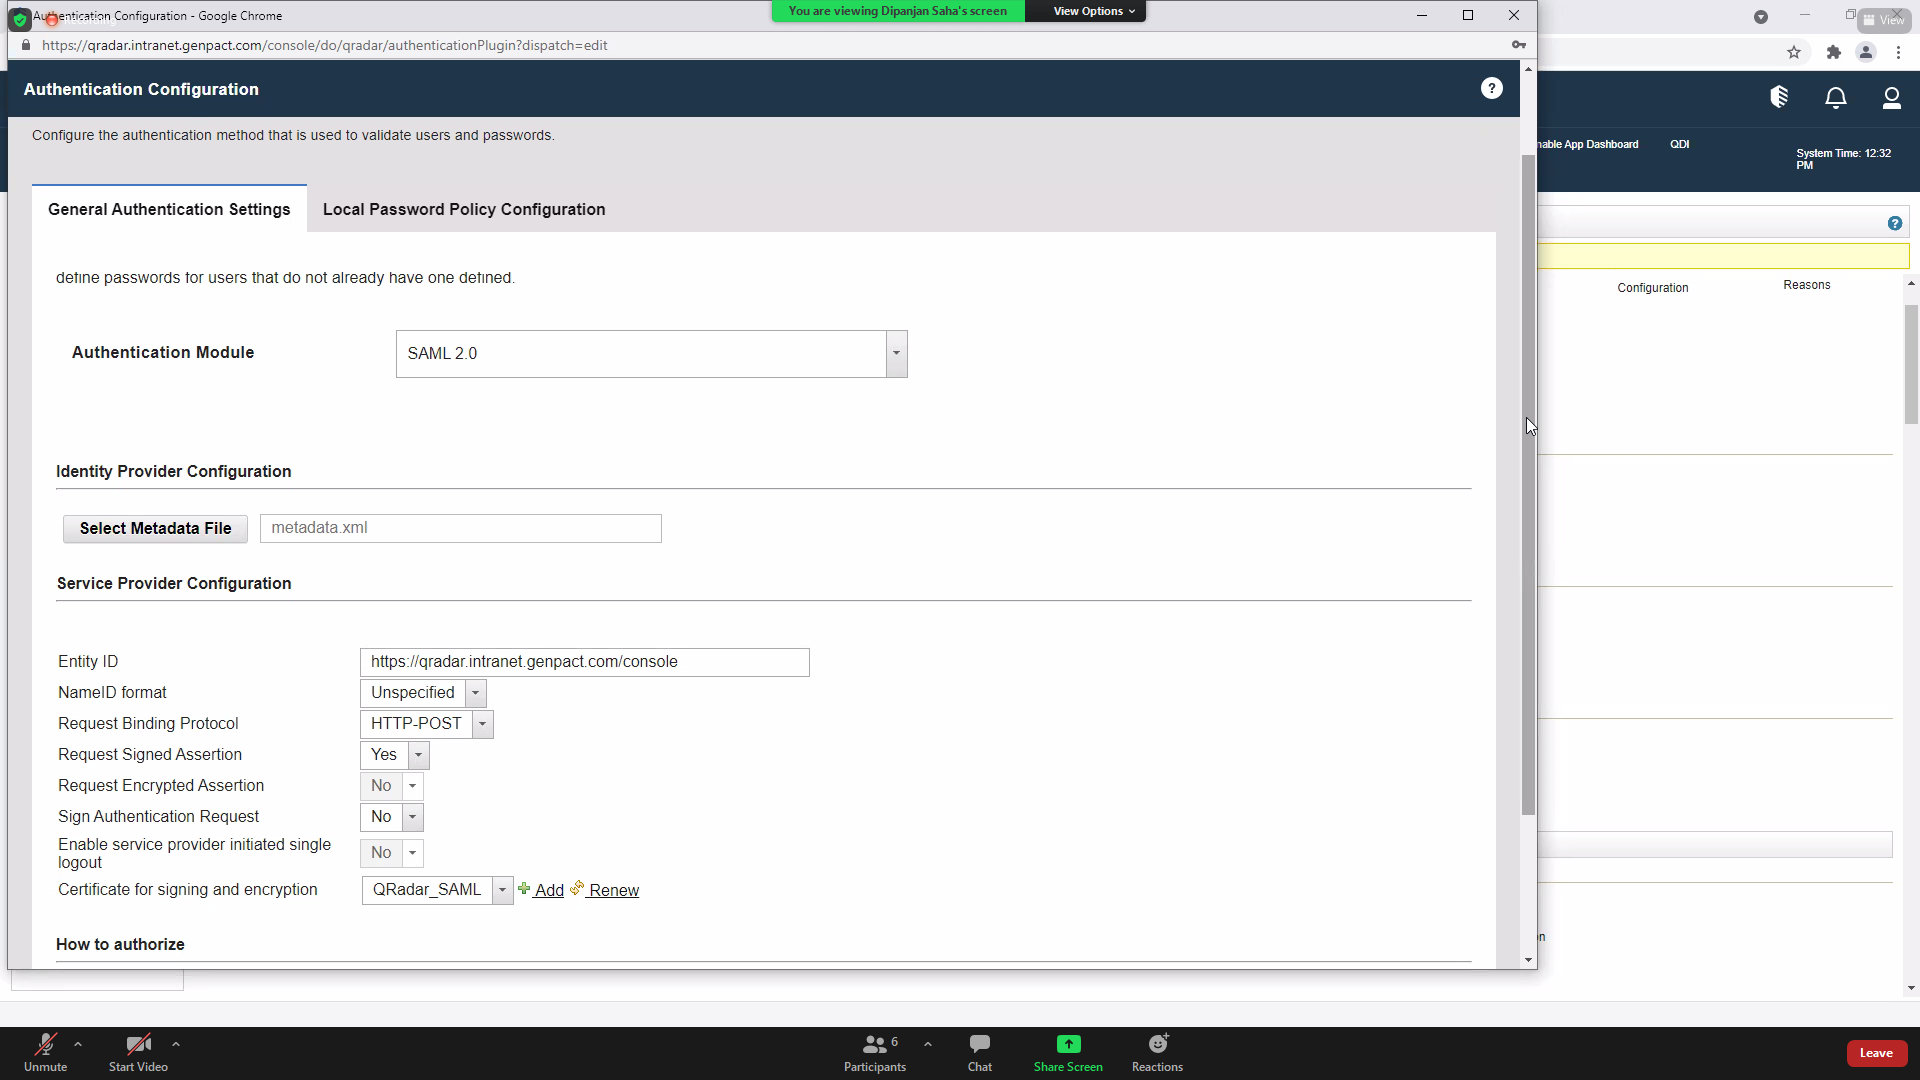 Authentication Configuration - Google Chrome
You are viewing Dipanjan Saha's screen
View Options
View
https://qradar.intranet.genpact.com/console/do/qradar/authenticationPlugin?dispatch=edit
Authentication Configuration
?
Configure the authentication method that is used to validate users and passwords.
nable App Dashboard
QDI
System Time: 12:32
PM
General Authentication Settings
Local Password Policy Configuration
?
define passwords for users that do not already have one defined.
Configuration
Reasons
Authentication Module
SAML 2.0
Identity Provider Configuration
Select Metadata File
metadata.xml
Service Provider Configuration
Entity ID
https://qradar.intranet.genpact.com/console
NameID format
Unspecified
Request Binding Protocol
HTTP-POST
Request Signed Assertion
Yes
Request Encrypted Assertion
No
Sign Authentication Request
No
Enable service provider initiated single
logout
No
Certificate for signing and encryption
QRadar_SAML
Add
Renew
How to authorize
on
Unmute
Start Video
Participants
6
Chat
Share Screen
Reactions
Leave